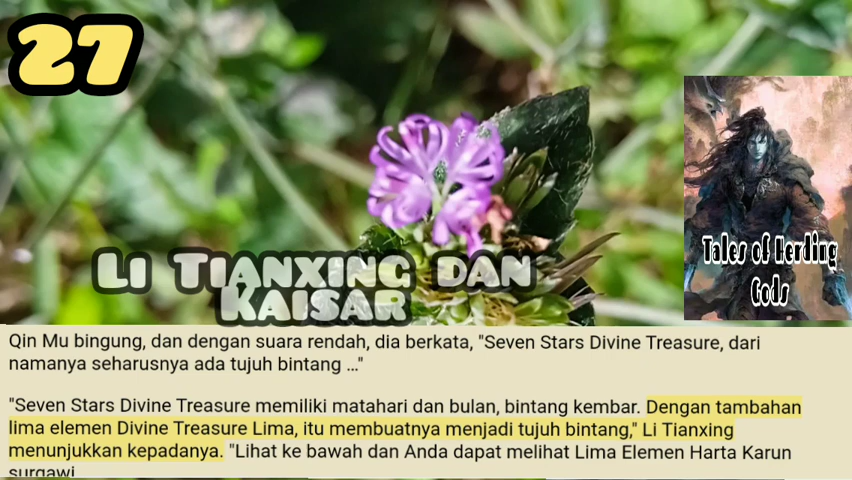 27
Li Tianxing dan
Kaisar
Tales of Herding
Gods
Qin Mu bingung, dan dengan suara rendah, dia berkata, "Seven Stars Divine Treasure, dari
namanya seharusnya ada tujuh bintang ..."
"Seven Stars Divine Treasure memiliki matahari dan bulan, bintang kembar. Dengan tambahan
lima elemen Divine Treasure Lima, itu membuatnya menjadi tujuh bintang," Li Tianxing
menunjukkan kepadanya. "Lihat ke bawah dan Anda dapat melihat Lima Elemen Harta Karun
surgawi